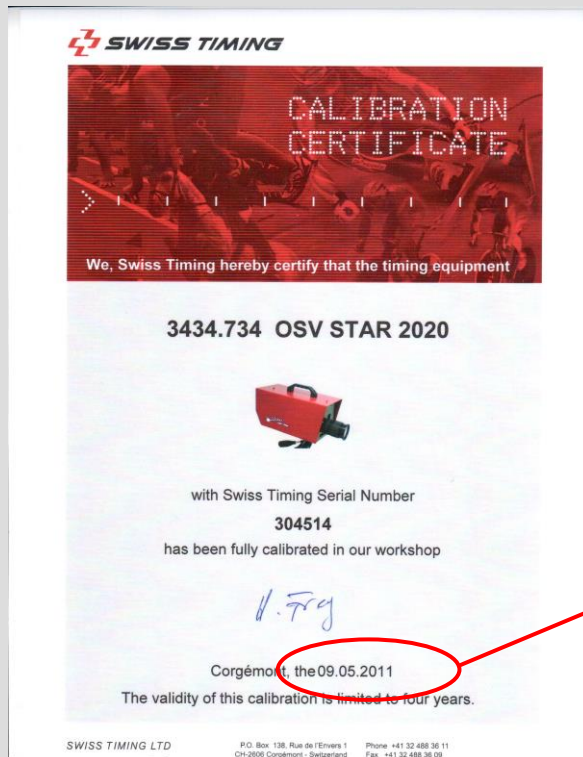 SWISS TIMING
CALIBRATION
CERTIFICATE
We, Swiss Timing hereby certify that the timing equipment
3434.734 OSV STAR 2020
with Swiss Timing Serial Number
304514
has been fully calibrated in our workshop
H. Frey
Corgémont, the 09.05.2011
The validity of this calibration is limited to four years.
SWISS TIMING LTD
P.O. Box 138, Rue de l'Envers 1 Phone +41 32 488 36 11
CH-2606 Corgémont - Switzerland Fax +41 32 488 36 09